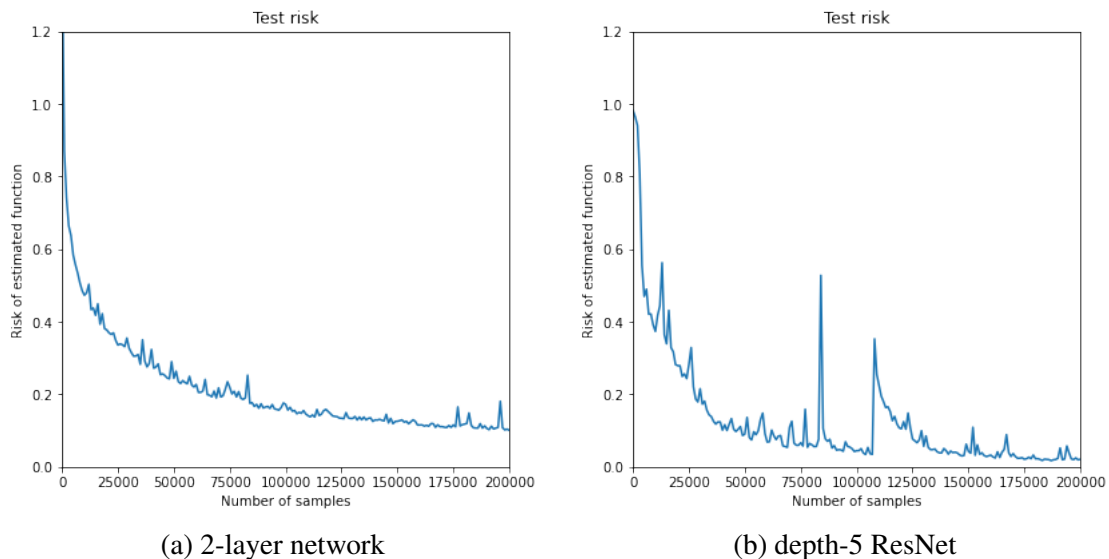 Test risk
1.2
1.0
0.8
0.6
0.4
0.2
0.0
Risk of estimated function
0 25000 50000 75000 100000 125000 150000 175000 200000
Number of samples
(a) 2-layer network
Test risk
1.2
1.0
0.8
0.6
0.4
0.2
0.0
Risk of estimated function
0 25000 50000 75000 100000 125000 150000 175000 200000
Number of samples
(b) depth-5 ResNet